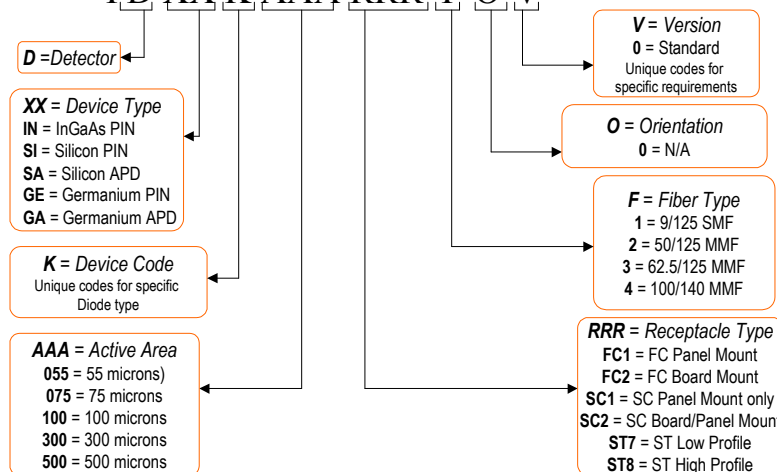 D =Detector
XX = Device Type
IN = InGaAs PIN
SI = Silicon PIN
SA = Silicon APD
GE = Germanium PIN
GA = Germanium APD
K = Device Code
Unique codes for specific
Diode type
AAA = Active Area
055 = 55 microns)
075 = 75 microns
100 = 100 microns
300 = 300 microns
500 = 500 microns
V = Version
0 = Standard
Unique codes for
specific requirements
O = Orientation
0 = N/A
F = Fiber Type
1 = 9/125 SMF
2 = 50/125 MMF
3 = 62.5/125 MMF
4 = 100/140 MMF
RRR = Receptacle Type
FC1 = FC Panel Mount
FC2 = FC Board Mount
SC1 = SC Panel Mount only
SC2 = SC Board/Panel Moun
ST7 = ST Low Profile
ST8 = ST High Profile